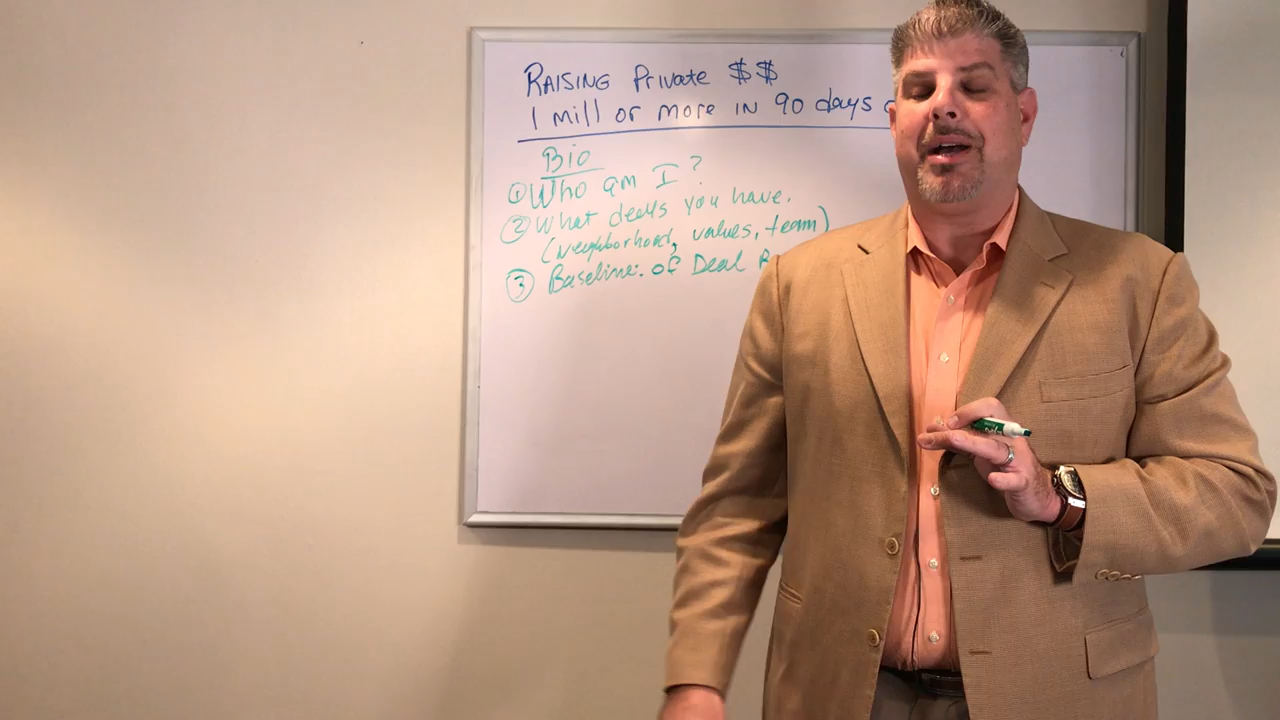 RAISING Private $$
1 mill or more in 90 days
Bio
① Who am I?
② What deals you have.
(neighborhood, values, team)
③ Baseline: of Deal